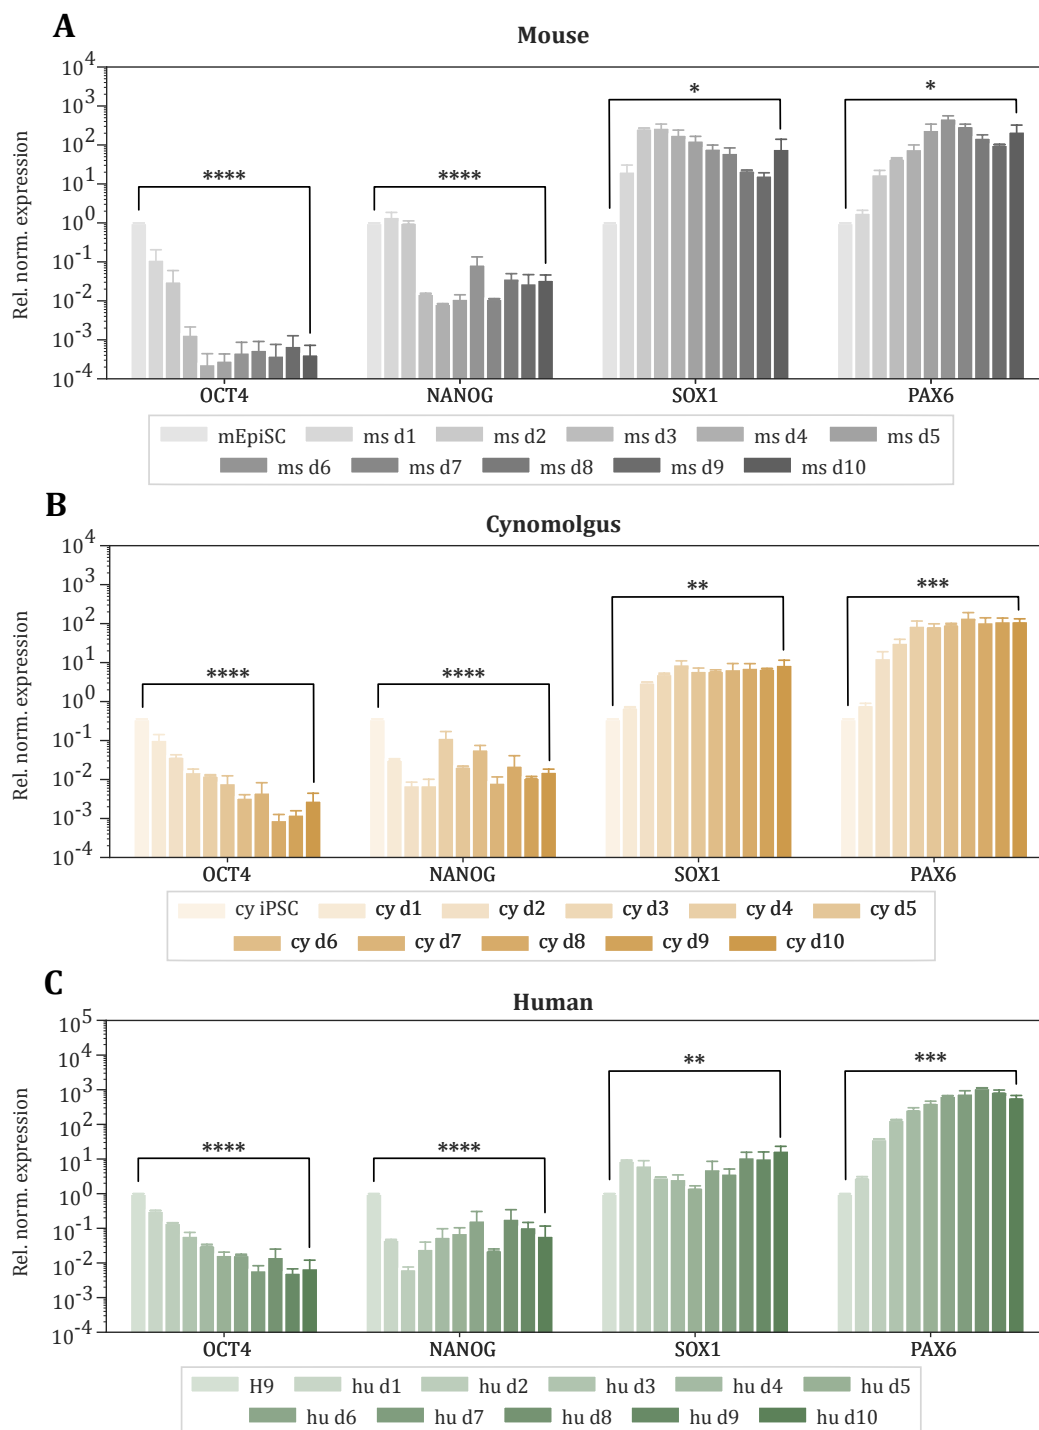 A
Mouse
Rel. norm. expression
10^4
10^3
10^2
10^1
10^0
10^-1
10^-2
10^-3
10^-4
**** **** * *
OCT4 NANOG SOX1 PAX6
mEpiSC ms d1 ms d2 ms d3 ms d4 ms d5
ms d6 ms d7 ms d8 ms d9 ms d10
B
Cynomolgus
Rel. norm. expression
10^4
10^3
10^2
10^1
10^0
10^-1
10^-2
10^-3
10^-4
**** **** ** ***
OCT4 NANOG SOX1 PAX6
cy iPSC cy d1 cy d2 cy d3 cy d4 cy d5
cy d6 cy d7 cy d8 cy d9 cy d10
C
Human
Rel. norm. expression
10^5
10^4
10^3
10^2
10^1
10^0
10^-1
10^-2
10^-3
10^-4
**** **** ** ***
OCT4 NANOG SOX1 PAX6
H9 hu d1 hu d2 hu d3 hu d4 hu d5
hu d6 hu d7 hu d8 hu d9 hu d10